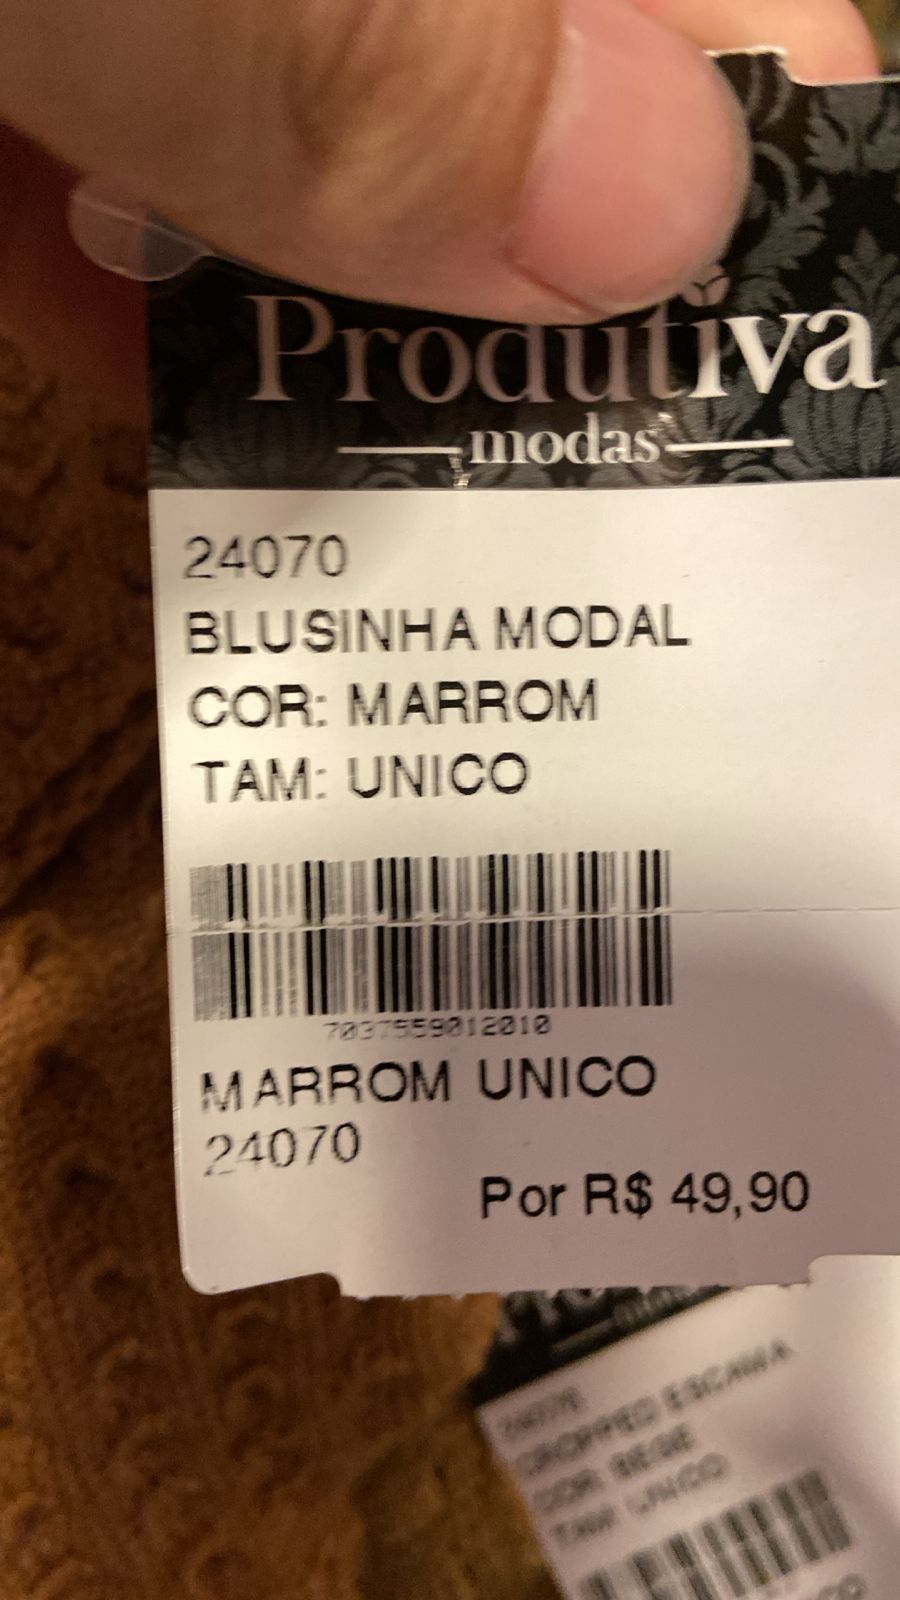 Produtiva
modas
24070
BLUSINHA MODAL
COR: MARROM
TAM: UNICO
7037559012010
MARROM UNICO
24070
Por R$ 49,90
CROPPED ESCAMA
COR: BEGE
TAM: UNICO